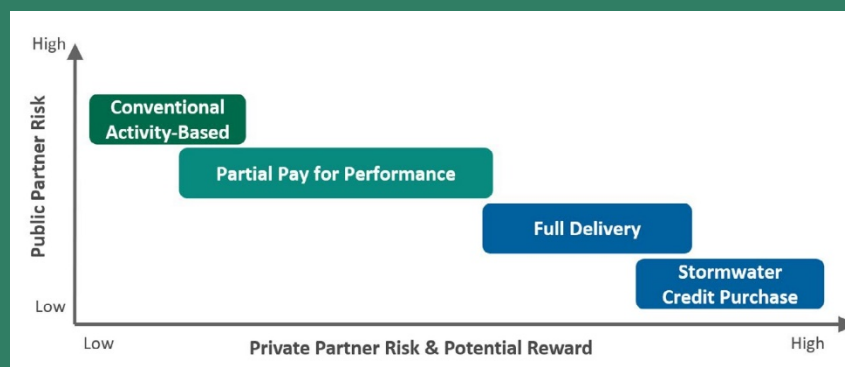 High
Public Partner Risk
Low
Conventional
Activity-Based
Partial Pay for Performance
Full Delivery
Stormwater
Credit Purchase
Low
Private Partner Risk & Potential Reward
High